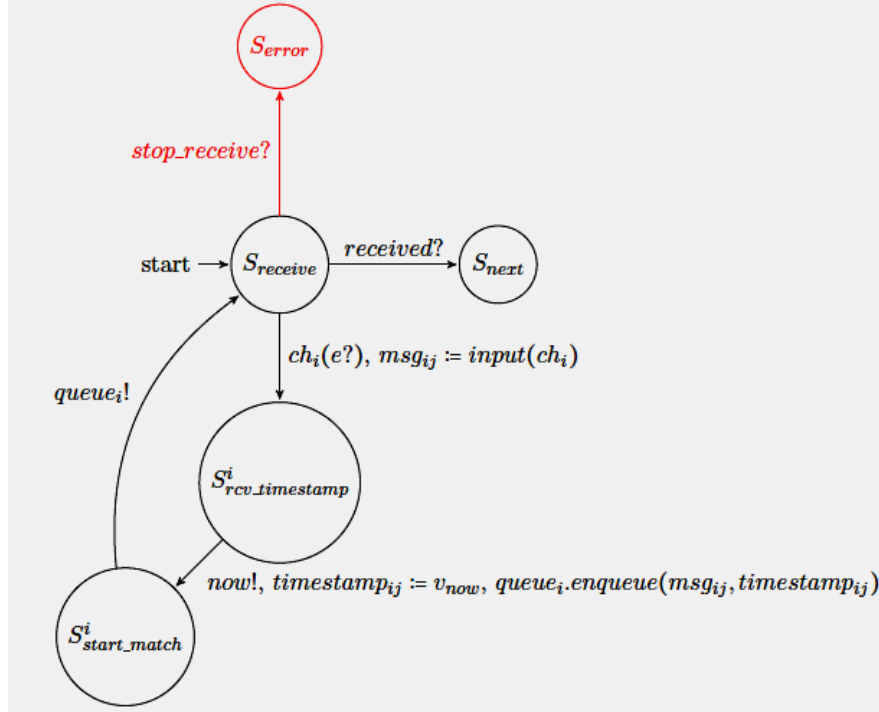 S_error
stop_receive?
start
S_receive
received?
S_next
ch_i(e?), msg_ij := input(ch_i)
queue_i!
S^i_rcv_timestamp
now!, timestamp_ij := v_now, queue_i.enqueue(msg_ij, timestamp_ij)
S^i_start_match